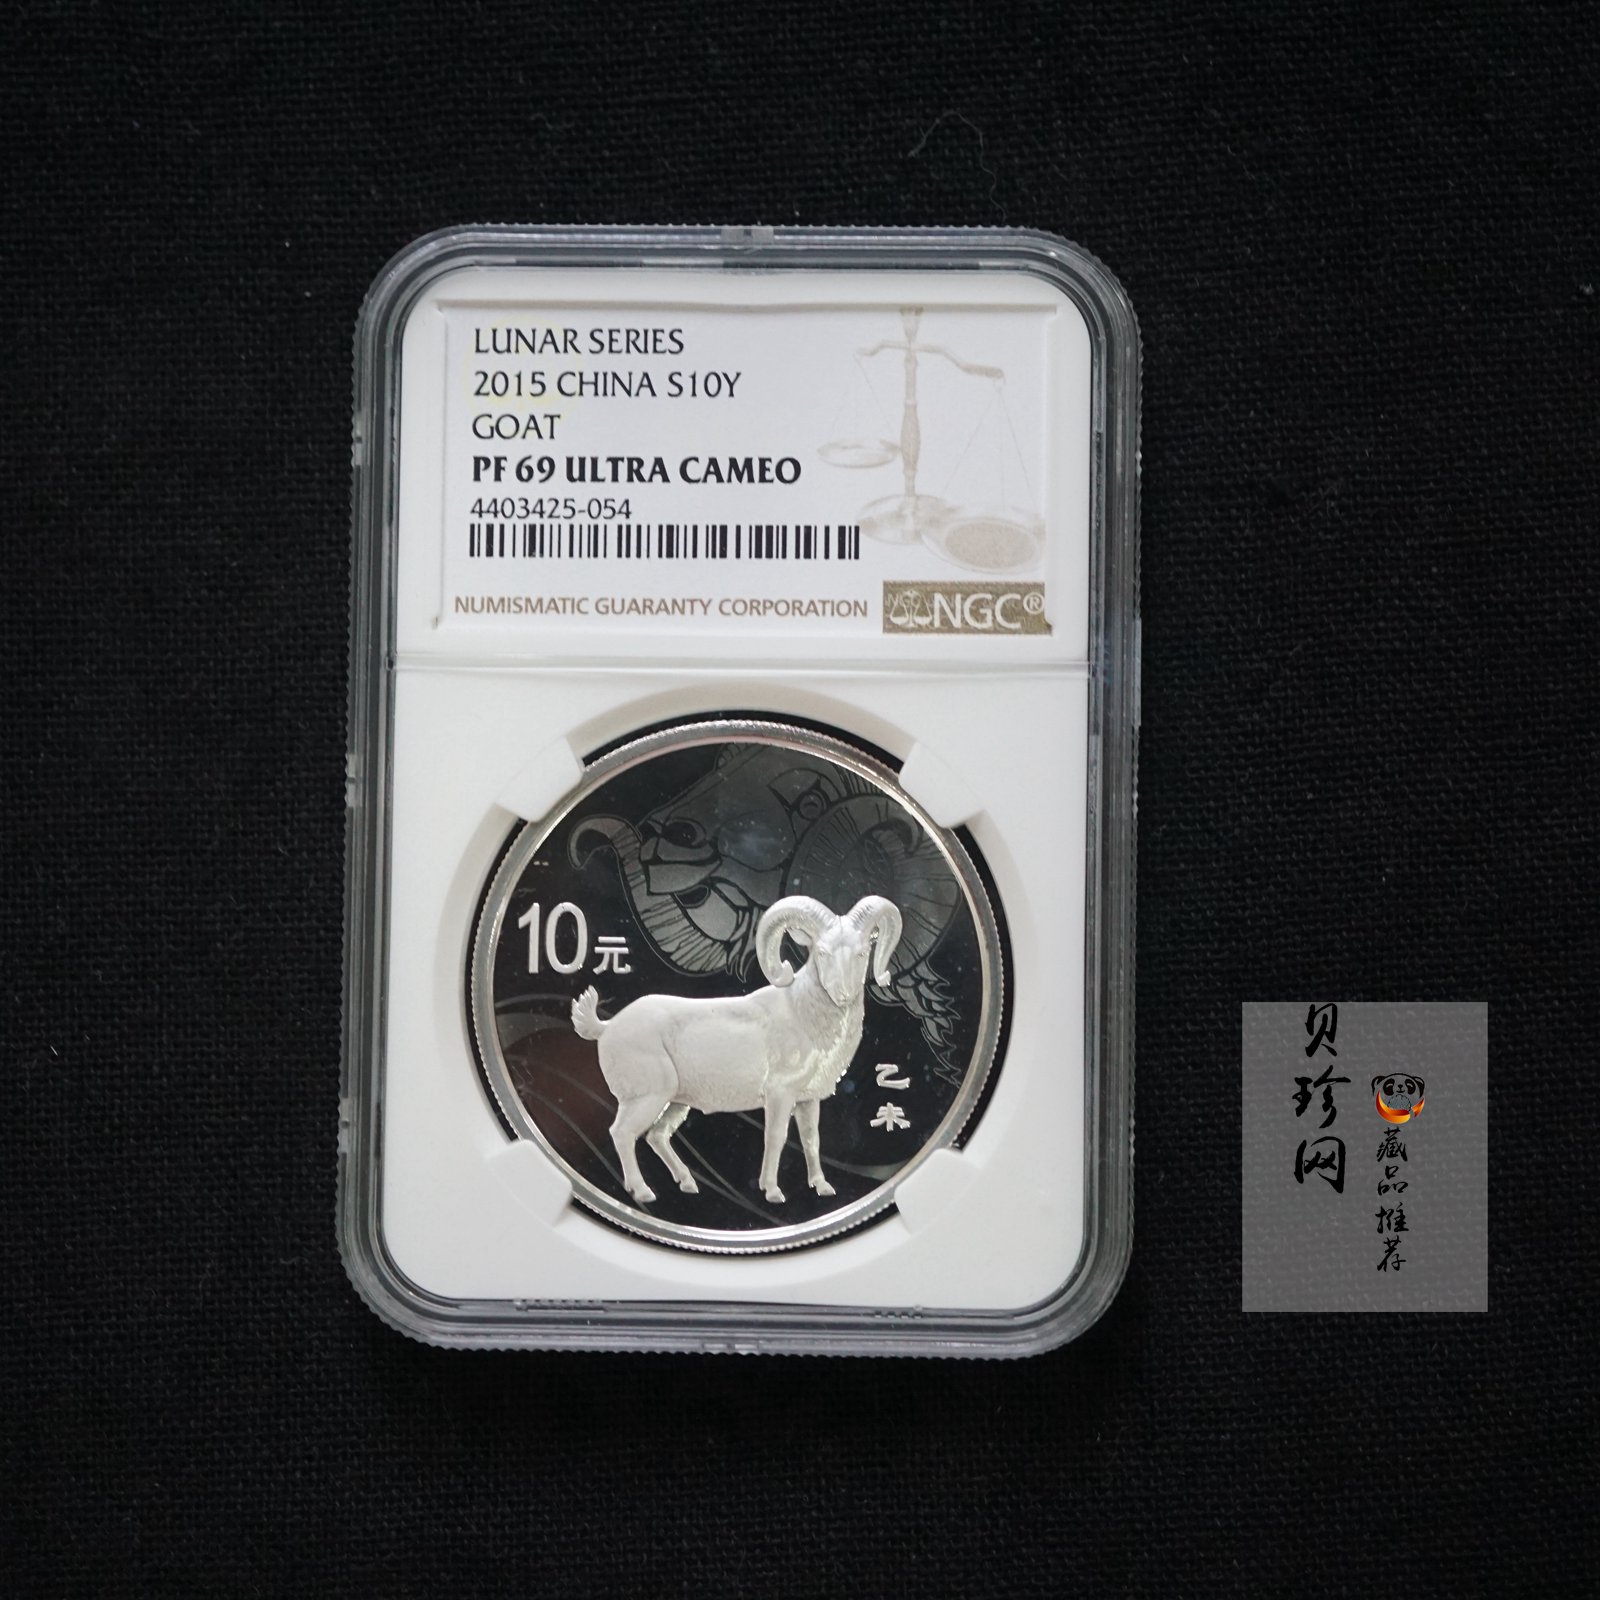 LUNAR SERIES
2015 CHINA S10Y
GOAT
PF 69 ULTRA CAMEO
4403425-054
NUMISMATIC GUARANTY CORPORATION
NGC®
10元
乙未
贝珍网
藏品推荐